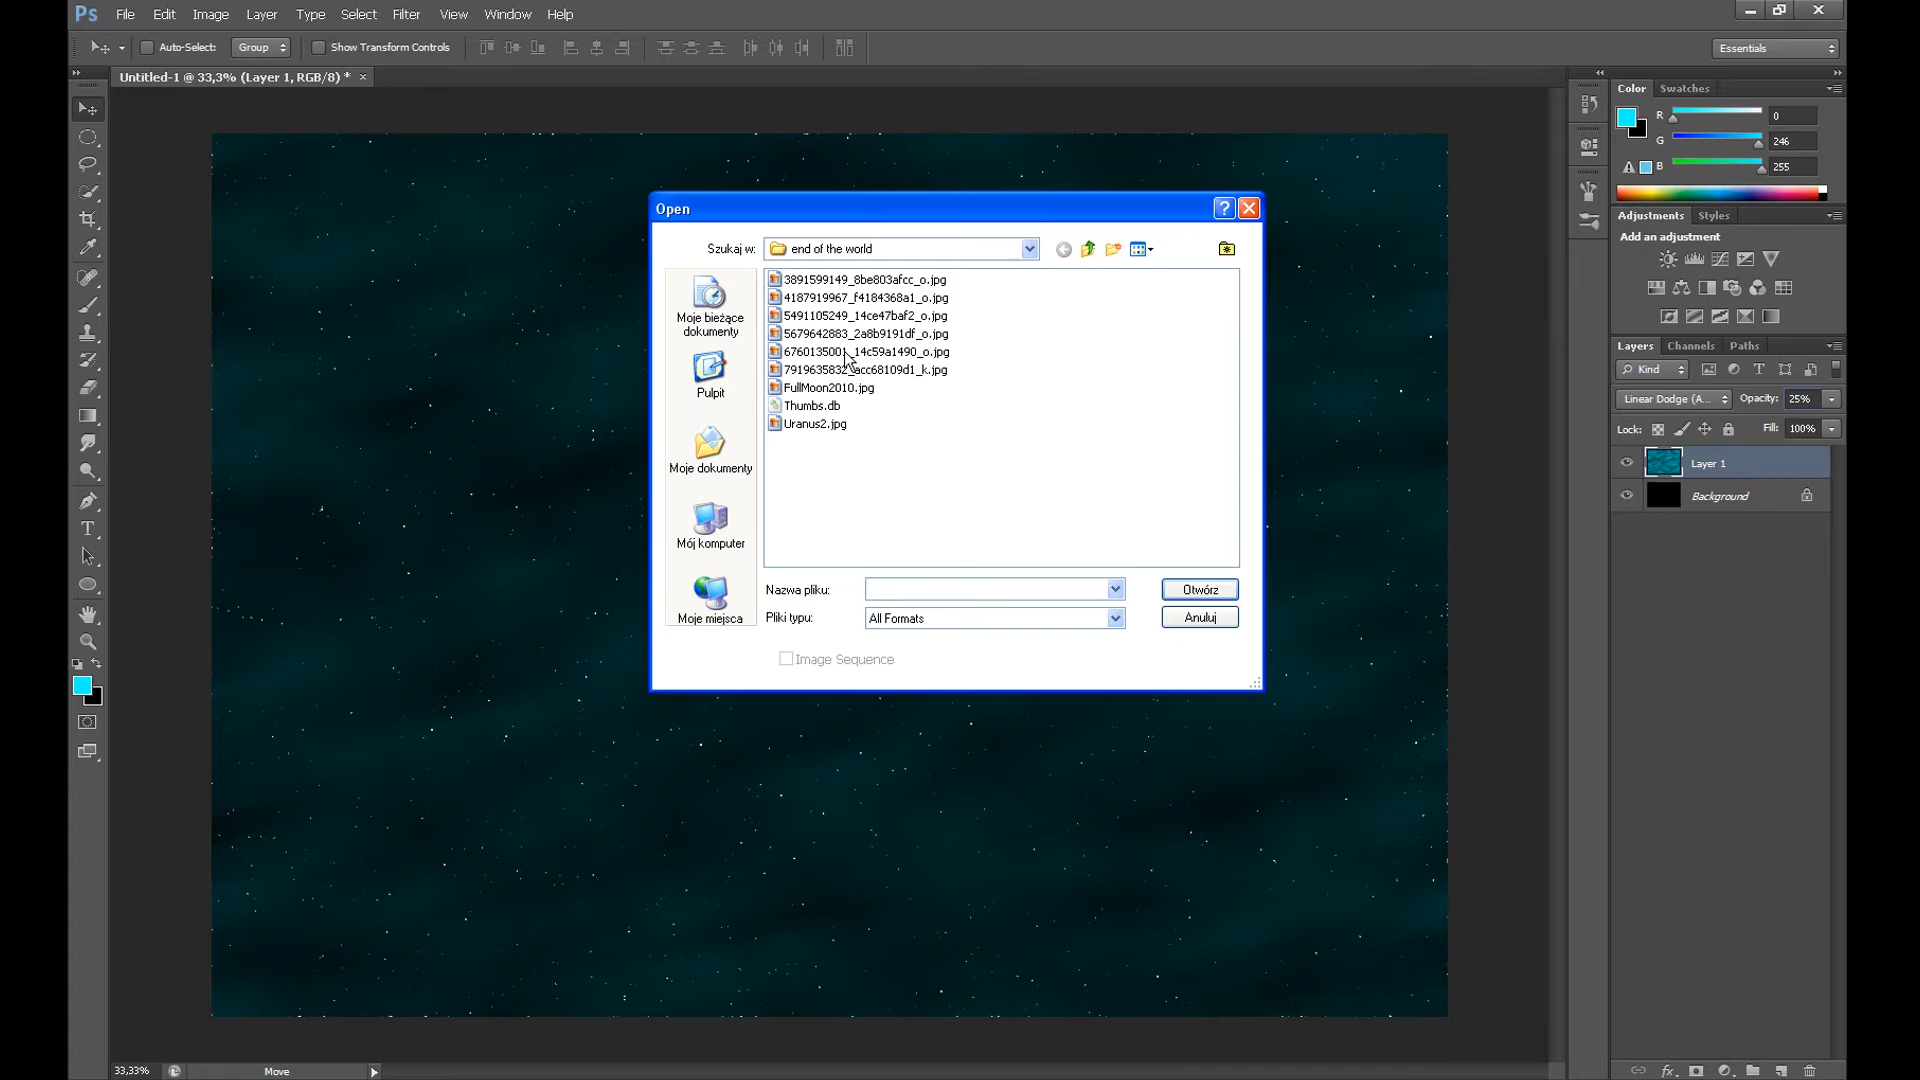 Ps File Edit Image Layer Type Select Filter View Window Help
Auto-Select: Group Show Transform Controls Essentials
Untitled-1 @ 33,3% (Layer 1, RGB/8) * ×
Open
Szukaj w: end of the world
Moje bieżące dokumenty
Pulpit
Moje dokumenty
Mój komputer
Moje miejsca
3891599149_8be803afcc_o.jpg
4187919967_f4184368a1_o.jpg
5491105249_14ce47baf2_o.jpg
5679642883_2a8b9191df_o.jpg
6760135001_14c59a1490_o.jpg
7919635832_acc68109d1_k.jpg
FullMoon2010.jpg
Thumbs.db
Uranus2.jpg
Nazwa pliku: Otwórz
Pliki typu: All Formats Anuluj
Image Sequence
Color Swatches
R 0
G 246
B 255
Adjustments Styles
Add an adjustment
Layers Channels Paths
Kind
Linear Dodge (A... Opacity: 25%
Lock: Fill: 100%
Layer 1
Background
33,33% Move